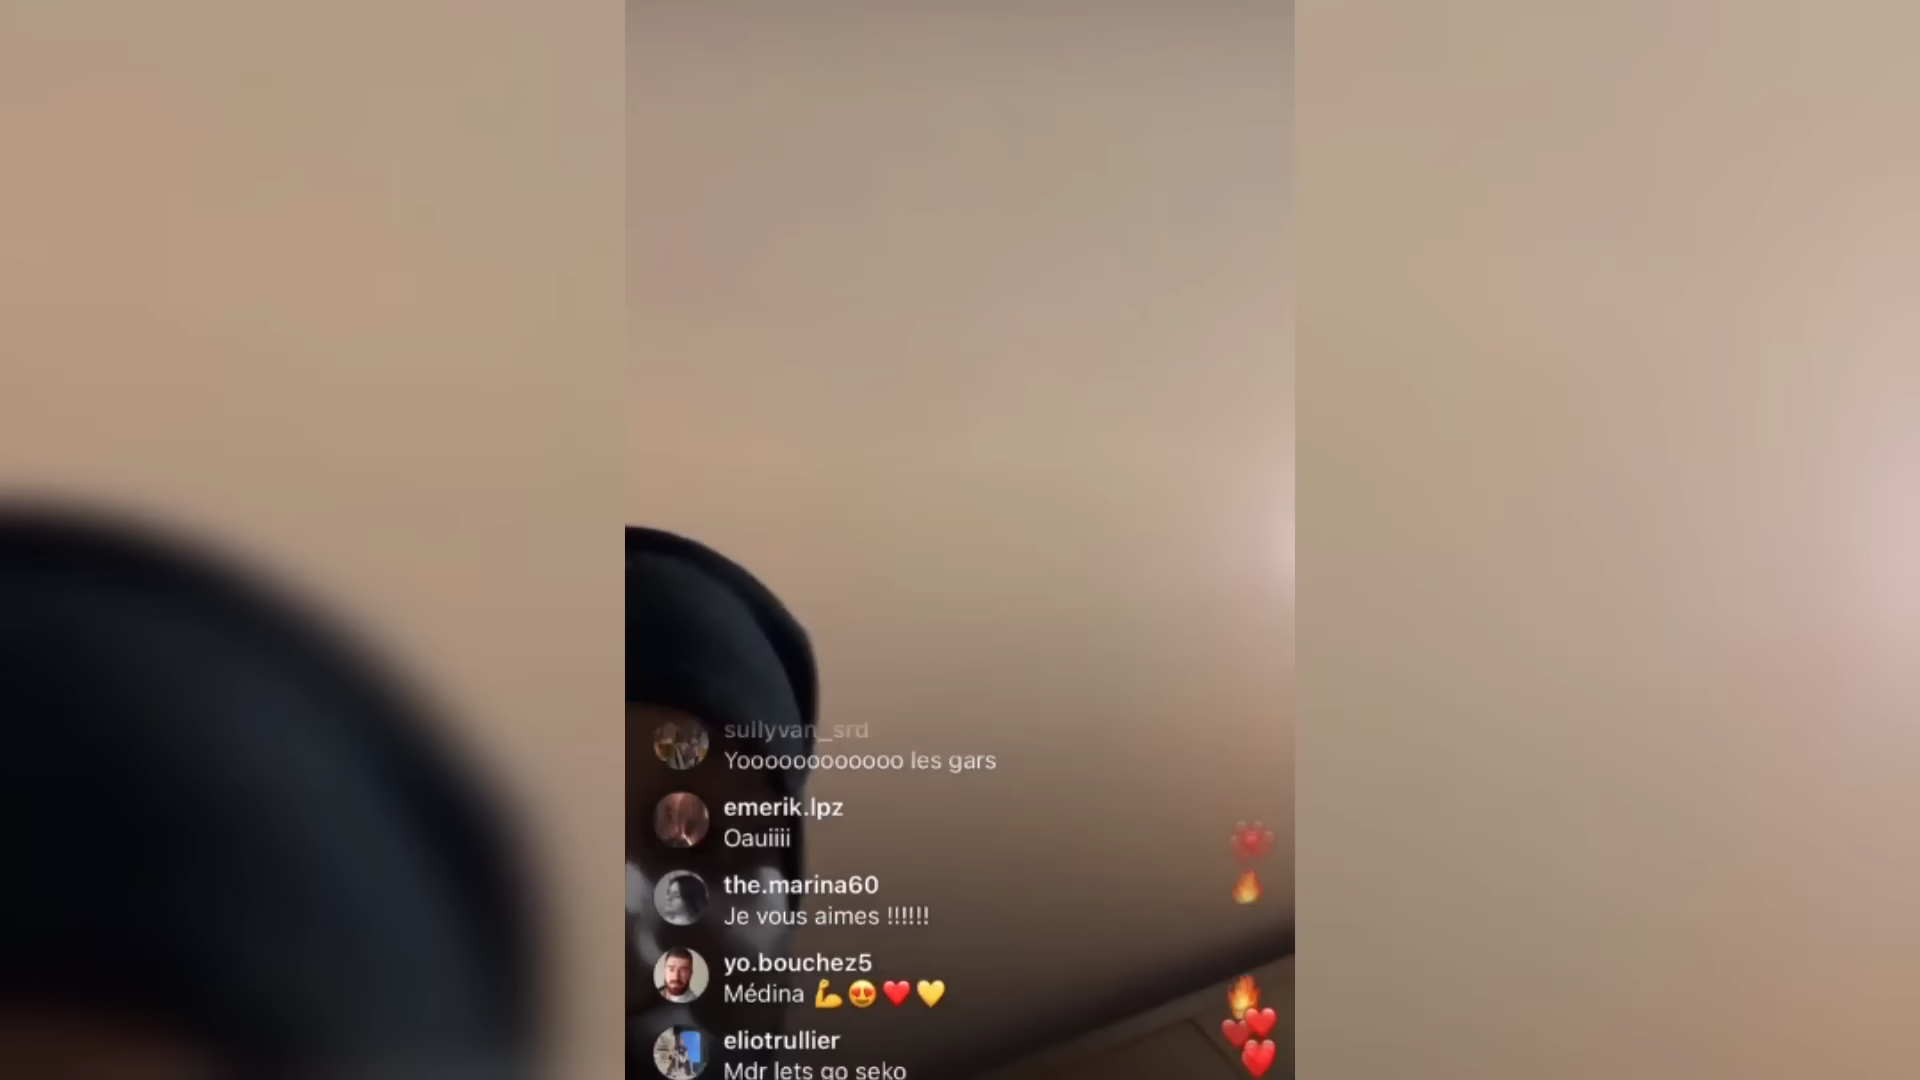 sullyvan_srd
Yoooooooooooo les gars
emerik.lpz
Oauiiii
the.marina60
Je vous aimes !!!!!!
yo.bouchez5
Médina 💪😍❤️💛
eliotrullier
Mdr lets go seko